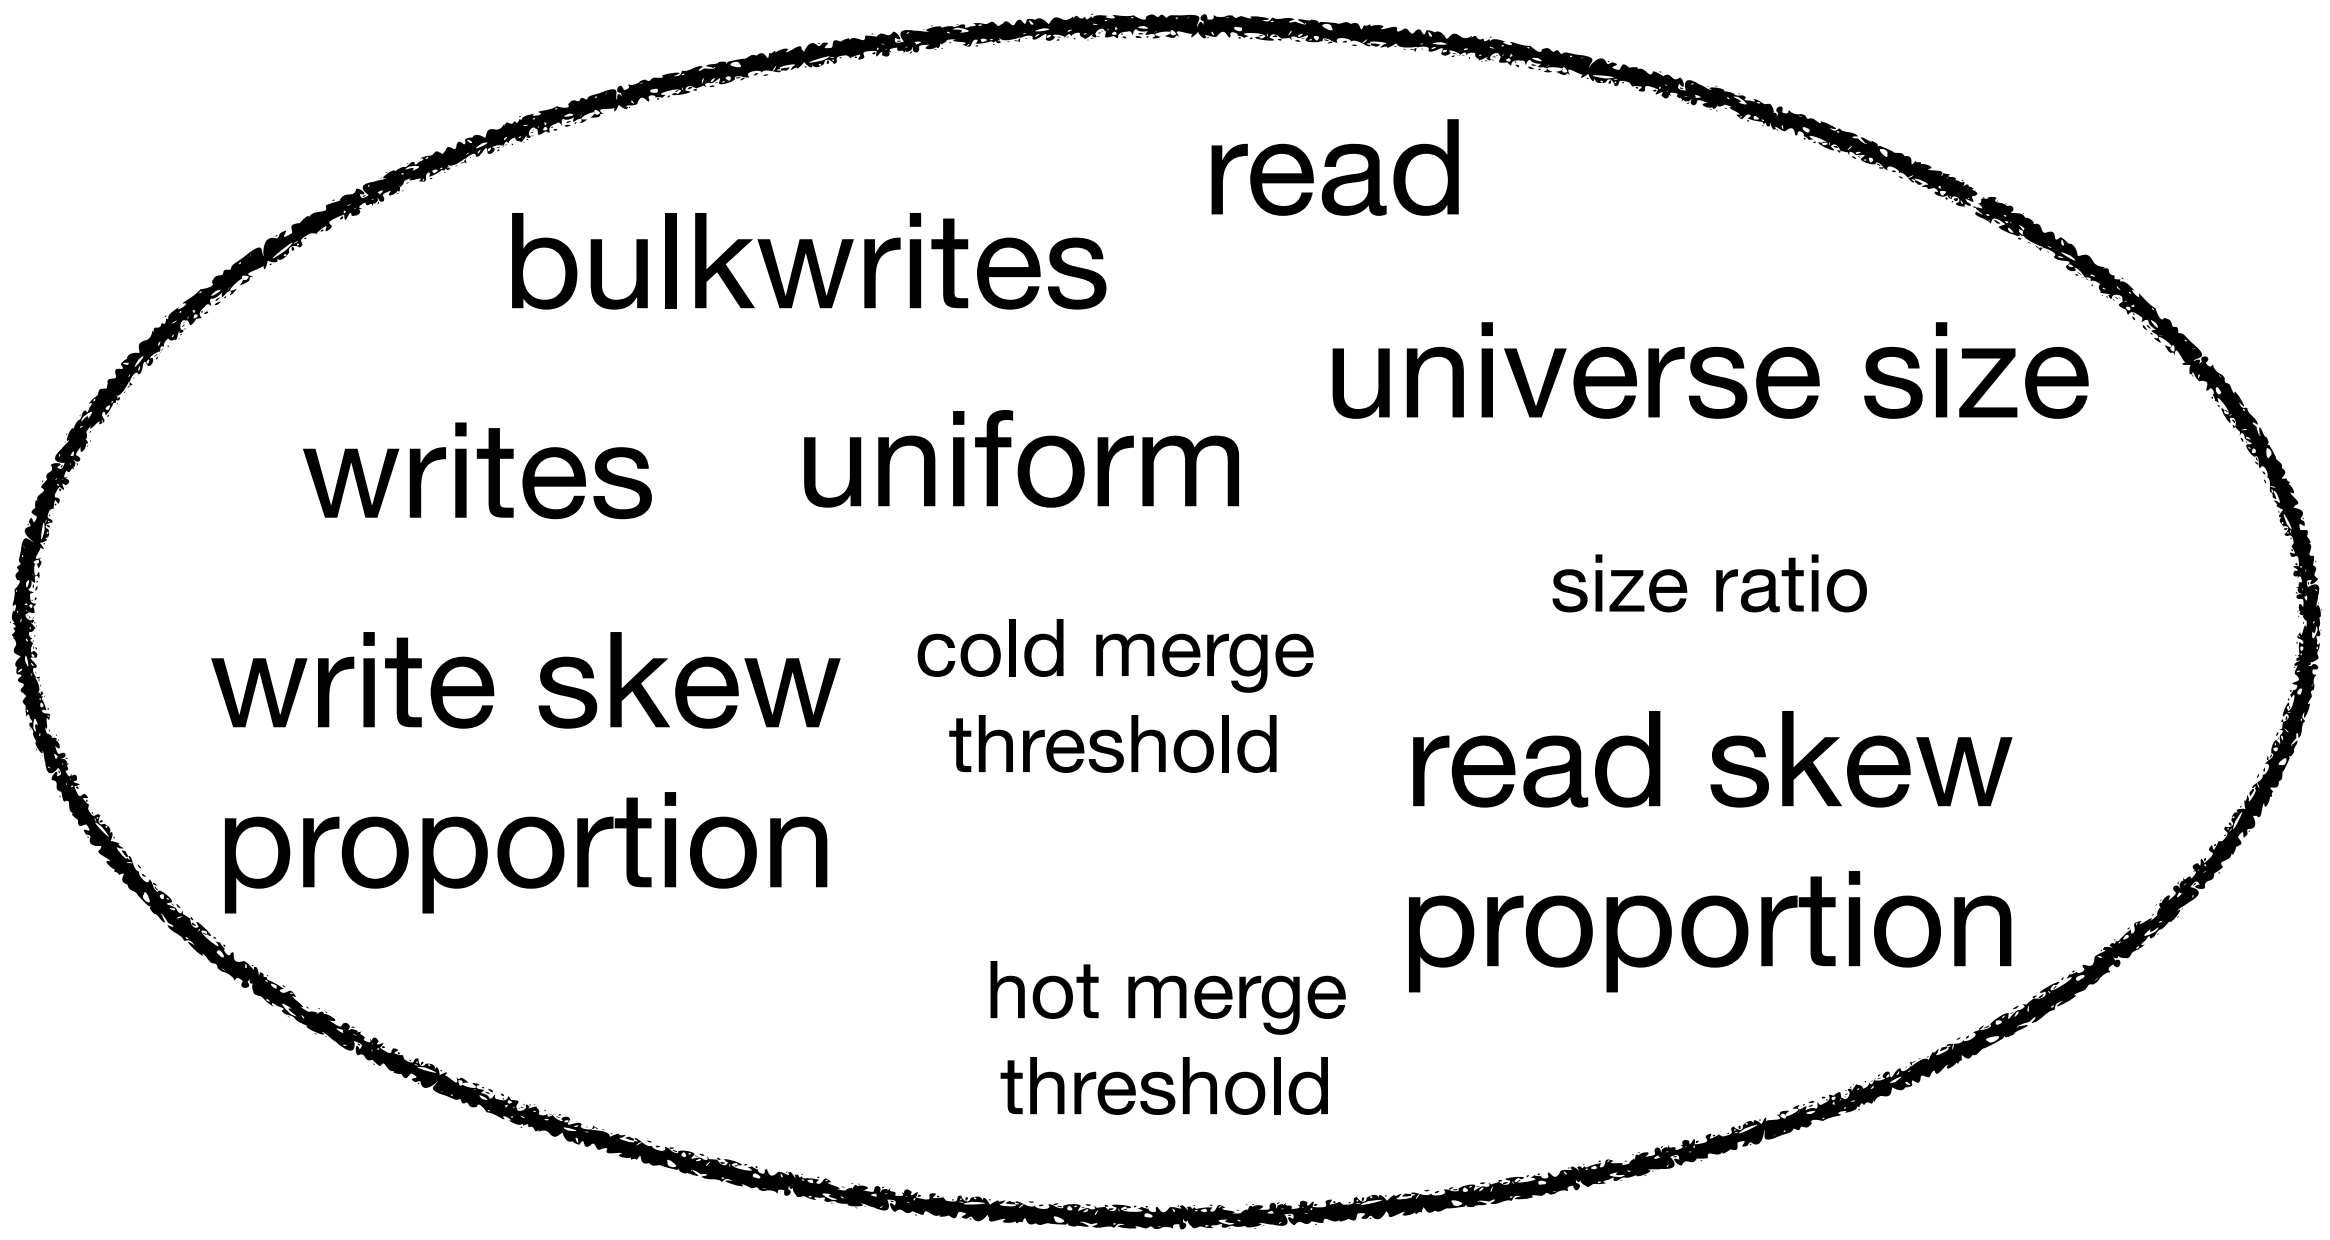 read
bulkwrites
universe size
writes
uniform
size ratio
write skew
proportion
cold merge
threshold
read skew
proportion
hot merge
threshold